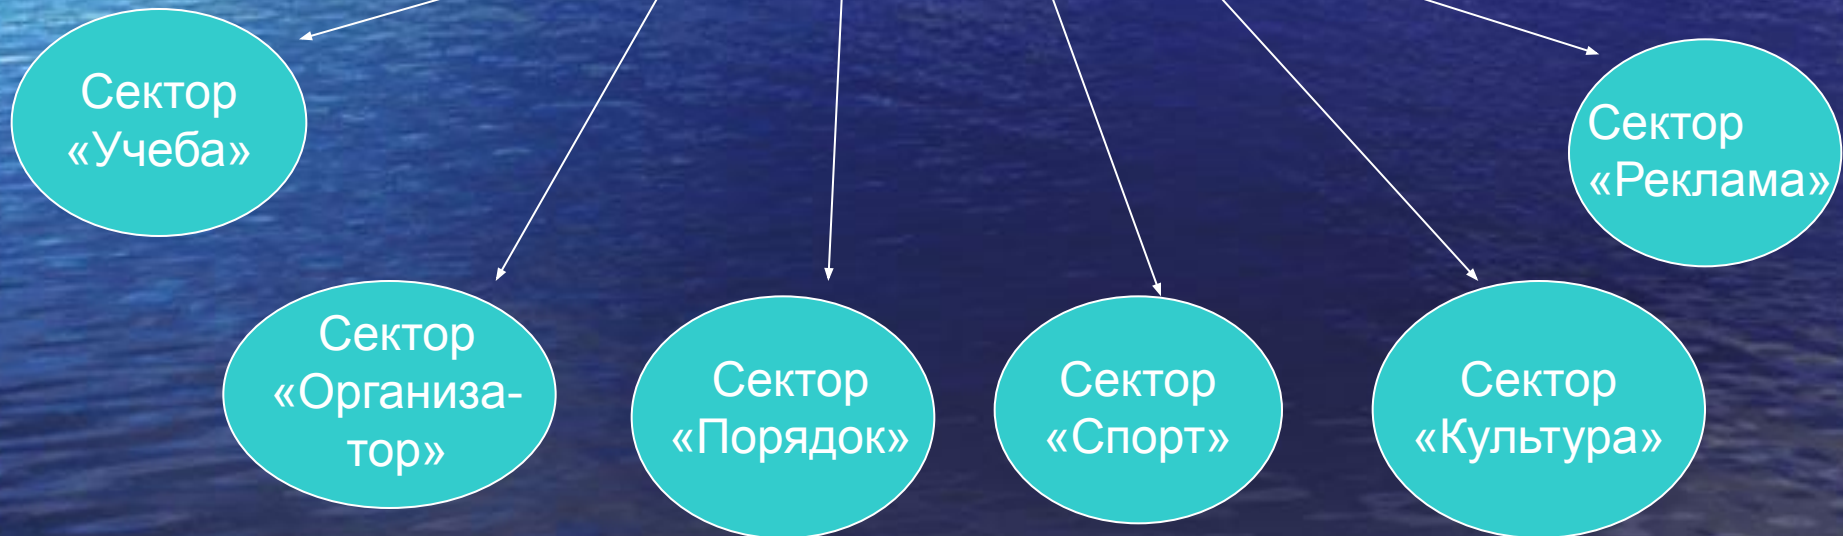 Сектор
«Учеба»
Сектор
«Организа-
тор»
Сектор
«Порядок»
Сектор
«Спорт»
Сектор
«Культура»
Сектор
«Реклама»